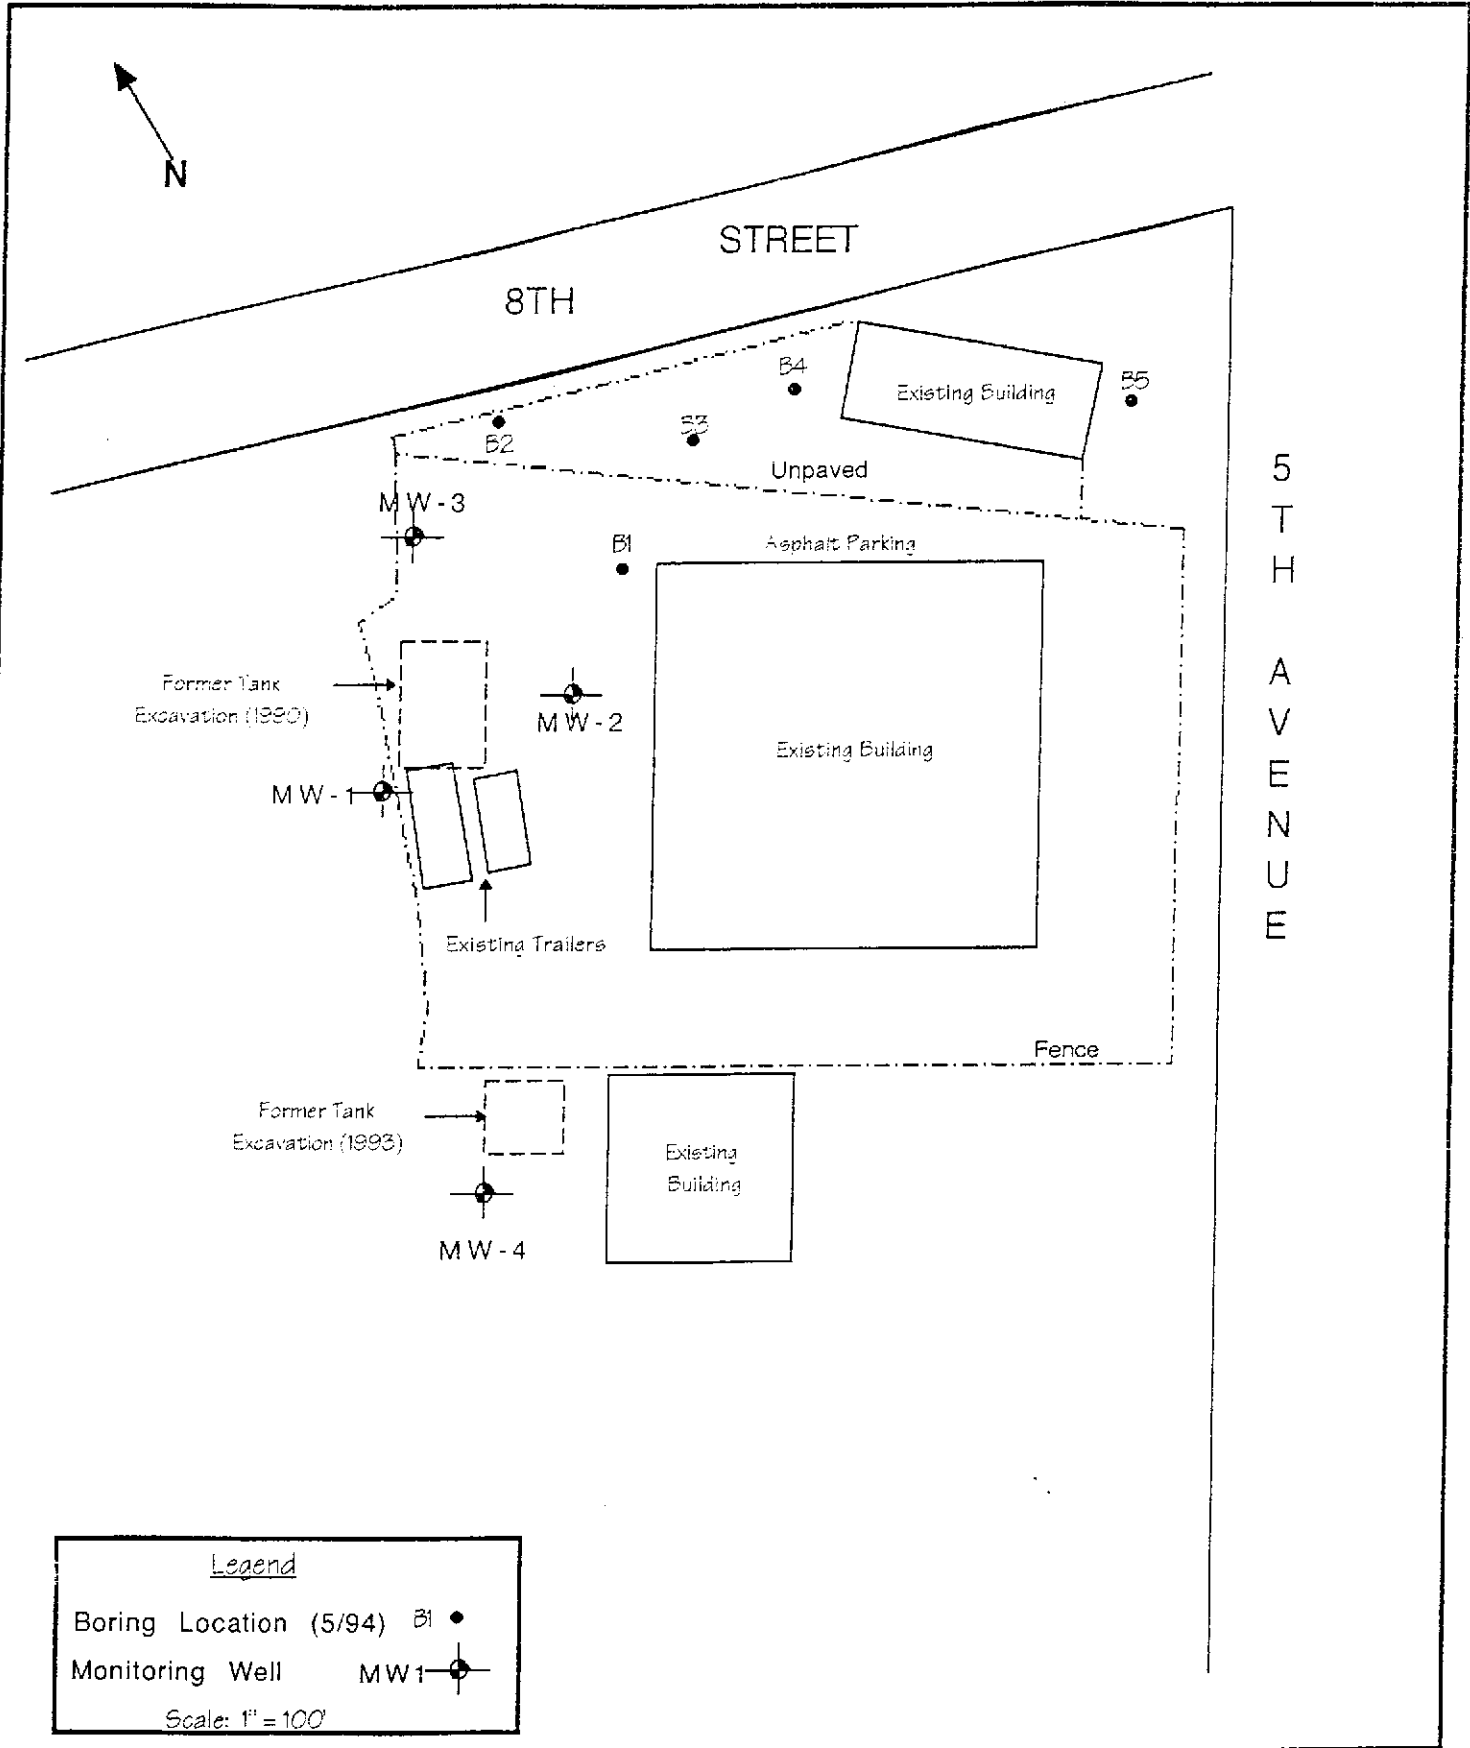 N
STREET
8TH
B4
Existing Building
B5
B2
B3
Unpaved
MW-3
B1
Asphalt Parking
5TH AVENUE
Former Tank
Excavation (1990)
MW-2
Existing Building
MW-1
Existing Trailers
Fence
Former Tank
Excavation (1993)
Existing
Building
MW-4
Legend
Boring Location (5/94) B1
Monitoring Well MW1
Scale: 1" = 100'